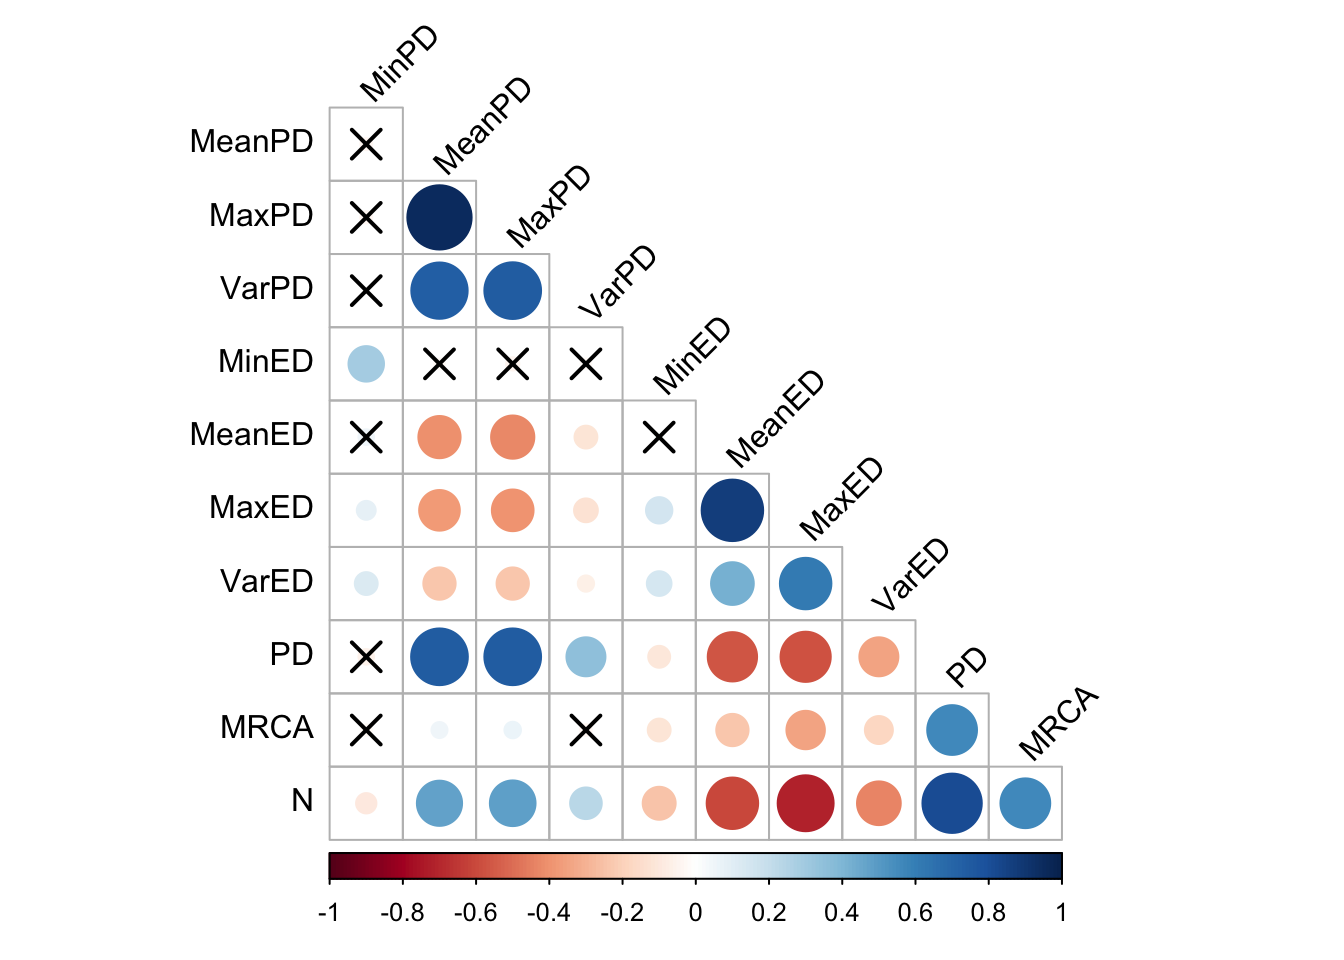 MinPD
MeanPD
MeanPD
MaxPD
MaxPD
VarPD
VarPD
MinED
MinED
MeanED
MeanED
MaxED
MaxED
VarED
VarED
PD
PD
MRCA
MRCA
N
-1 -0.8 -0.6 -0.4 -0.2 0 0.2 0.4 0.6 0.8 1